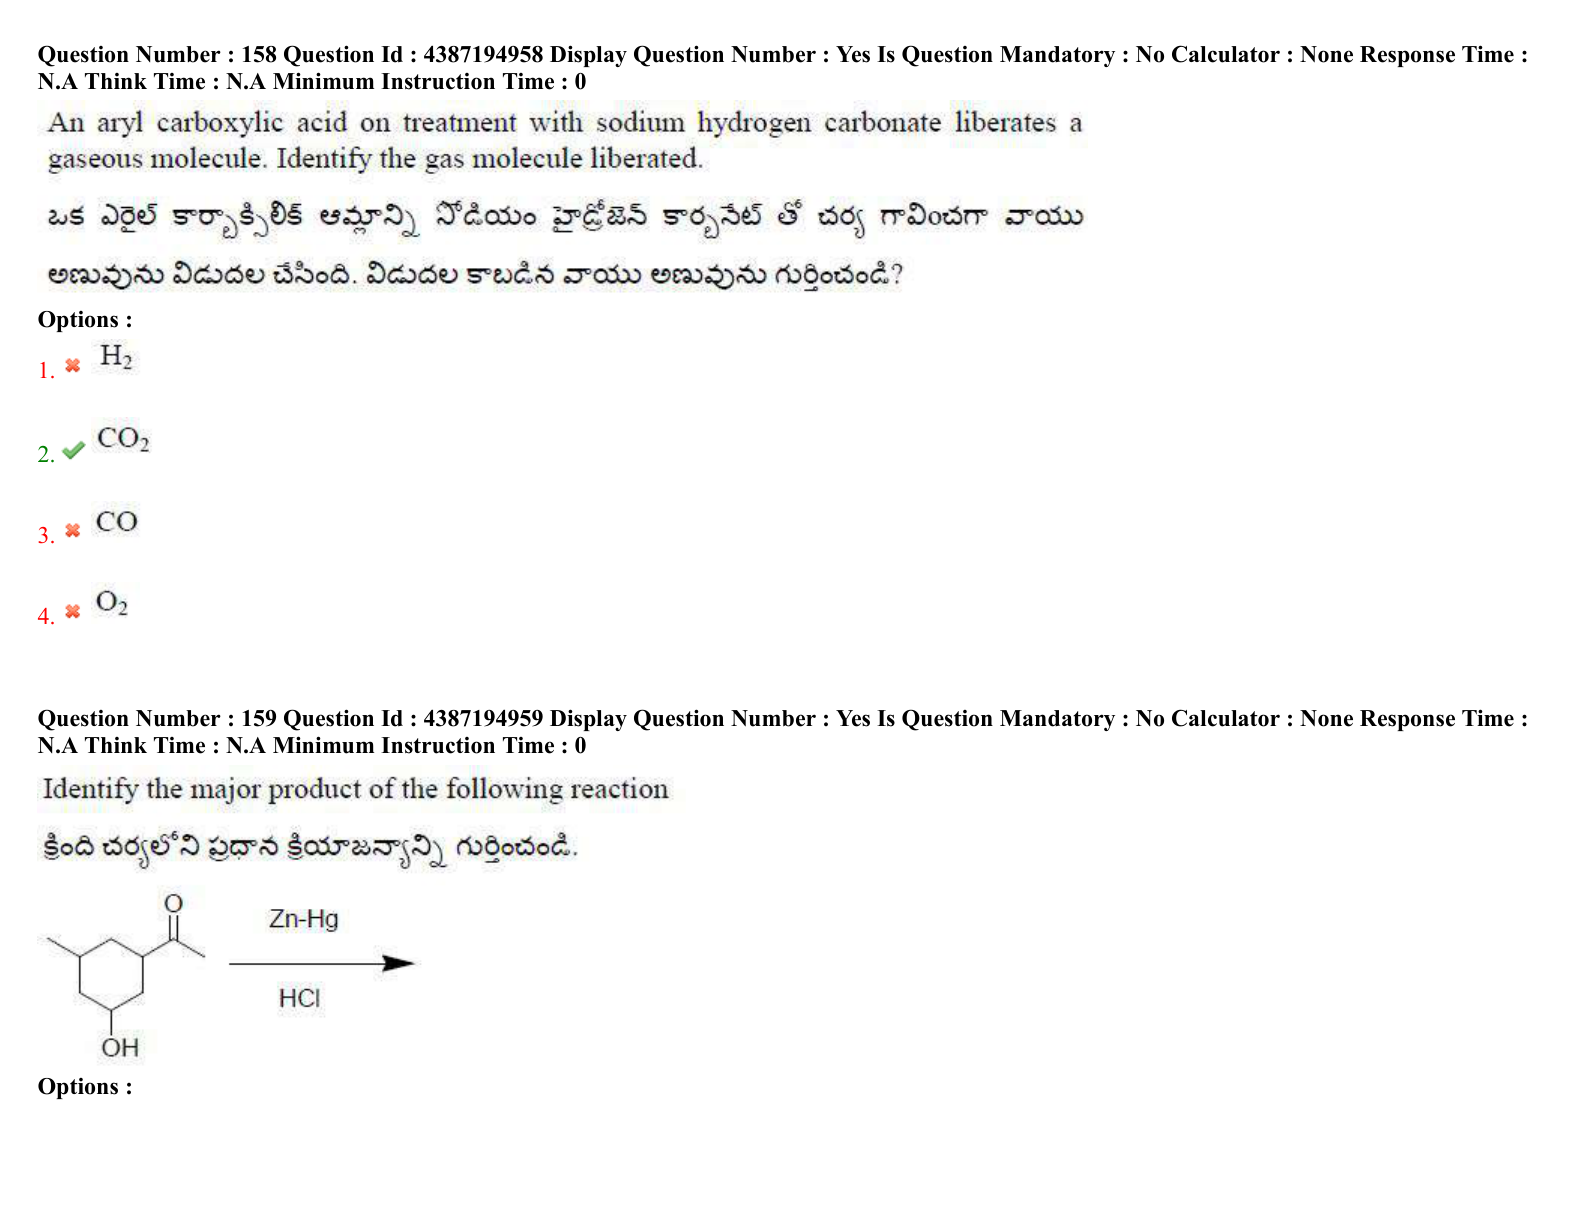 Question Number : 158 Question Id : 4387194958 Display Question Number : Yes Is Question Mandatory : No Calculator : None Response Time :
N.A Think Time : N.A Minimum Instruction Time : 0
An aryl carboxylic acid on treatment with sodium hydrogen carbonate liberates a
gaseous molecule. Identify the gas molecule liberated.
ఒక ఎరైల్ కార్బాక్సిలిక్ ఆమ్లాన్ని సోడియం హైడ్రోజెన్ కార్బనేట్ తో చర్య గావించగా వాయు
అణువును విడుదల చేసింది. విడుదల కాబడిన వాయు అణువును గుర్తించండి?
Options :
1. H₂
2. CO₂
3. CO
4. O₂
Question Number : 159 Question Id : 4387194959 Display Question Number : Yes Is Question Mandatory : No Calculator : None Response Time :
N.A Think Time : N.A Minimum Instruction Time : 0
Identify the major product of the following reaction
క్రింది చర్యలోని ప్రధాన క్రియాజన్యాన్ని గుర్తించండి.
O
Zn-Hg
HCl
OH
Options :